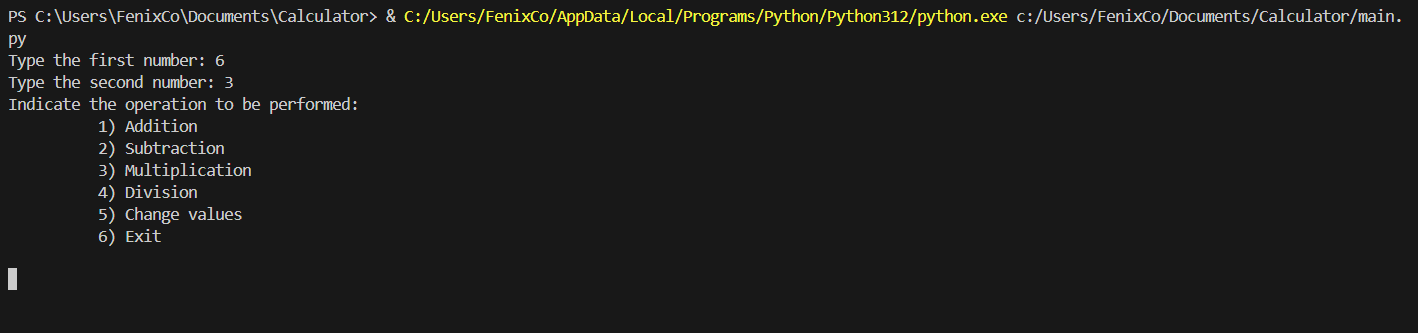 PS C:\Users\FenixCo\Documents\Calculator> & C:/Users/FenixCo/AppData/Local/Programs/Python/Python312/python.exe c:/Users/FenixCo/Documents/Calculator/main.
py
Type the first number: 6
Type the second number: 3
Indicate the operation to be performed:
1) Addition
2) Subtraction
3) Multiplication
4) Division
5) Change values
6) Exit